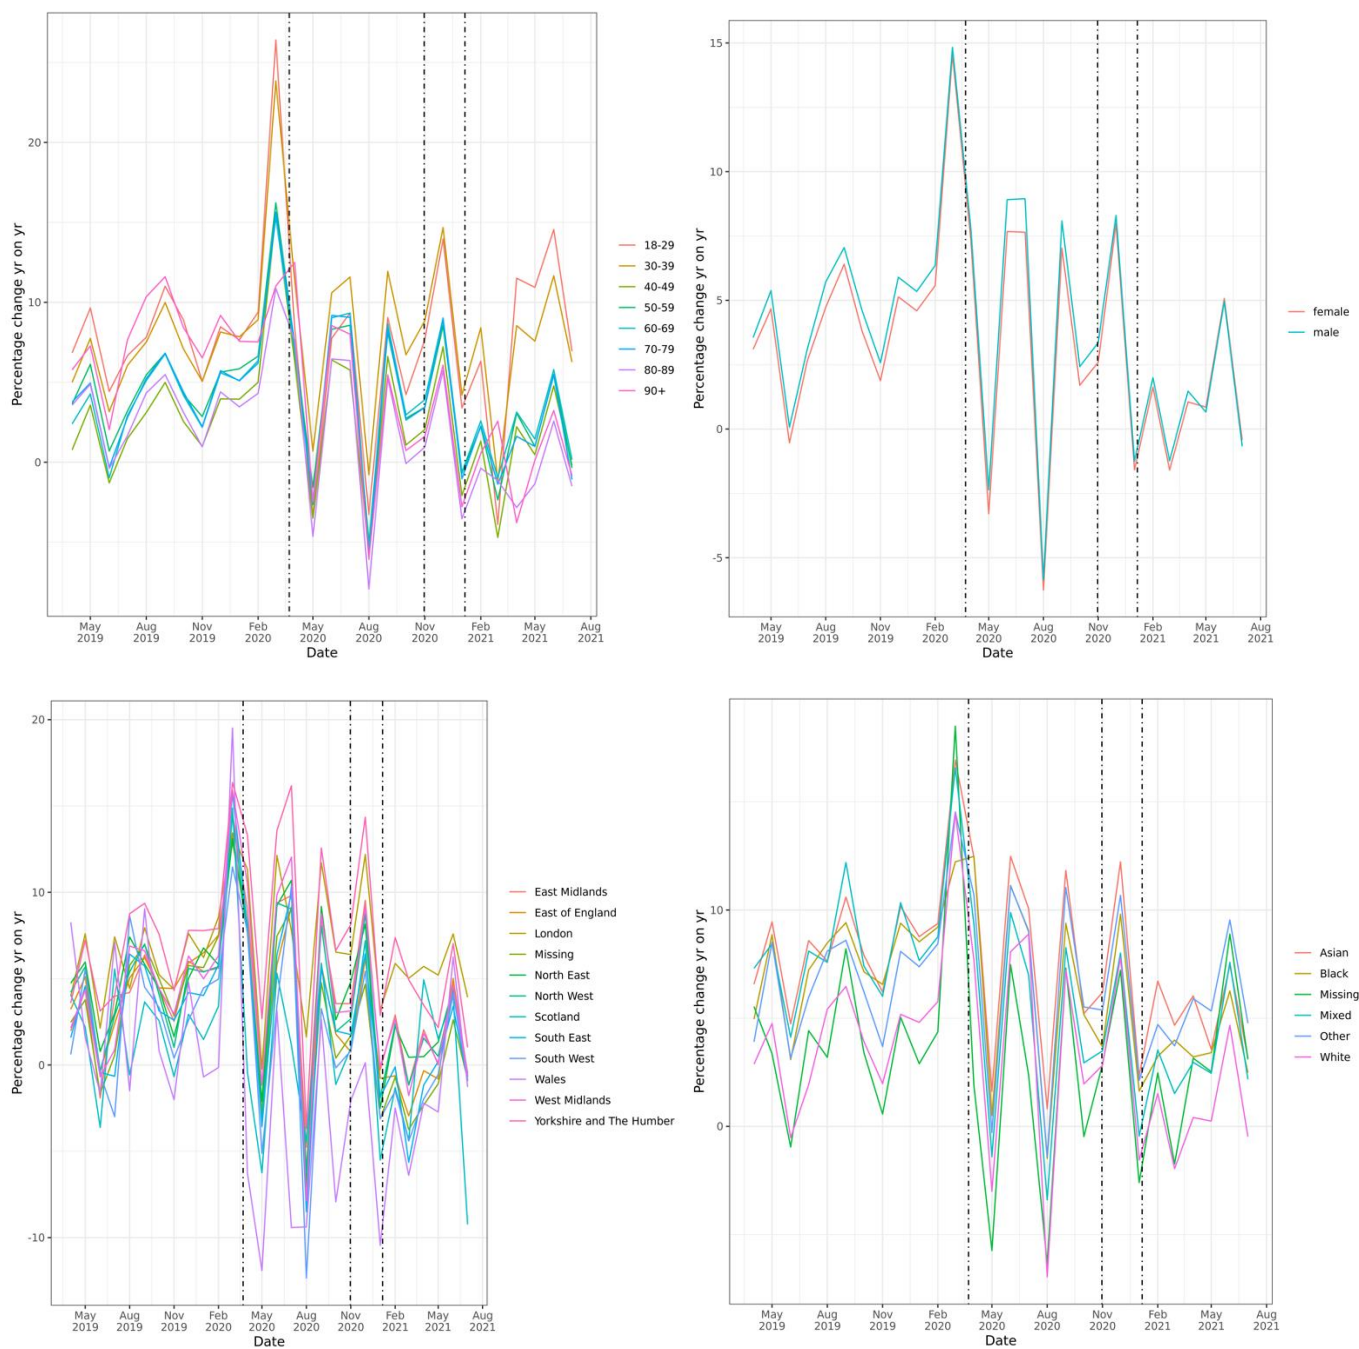 Percentage change yr on yr
20
10
0
May
2019
Aug
2019
Nov
2019
Feb
2020
May
2020
Aug
2020
Nov
2020
Feb
2021
May
2021
Aug
2021
Date
18-29
30-39
40-49
50-59
60-69
70-79
80-89
90+
Percentage change yr on yr
15
10
5
0
-5
May
2019
Aug
2019
Nov
2019
Feb
2020
May
2020
Aug
2020
Nov
2020
Feb
2021
May
2021
Aug
2021
Date
female
male
Percentage change yr on yr
20
10
0
-10
May
2019
Aug
2019
Nov
2019
Feb
2020
May
2020
Aug
2020
Nov
2020
Feb
2021
May
2021
Aug
2021
Date
East Midlands
East of England
London
Missing
North East
North West
Scotland
South East
South West
Wales
West Midlands
Yorkshire and The Humber
Percentage change yr on yr
10
0
May
2019
Aug
2019
Nov
2019
Feb
2020
May
2020
Aug
2020
Nov
2020
Feb
2021
May
2021
Aug
2021
Date
Asian
Black
Missing
Mixed
Other
White